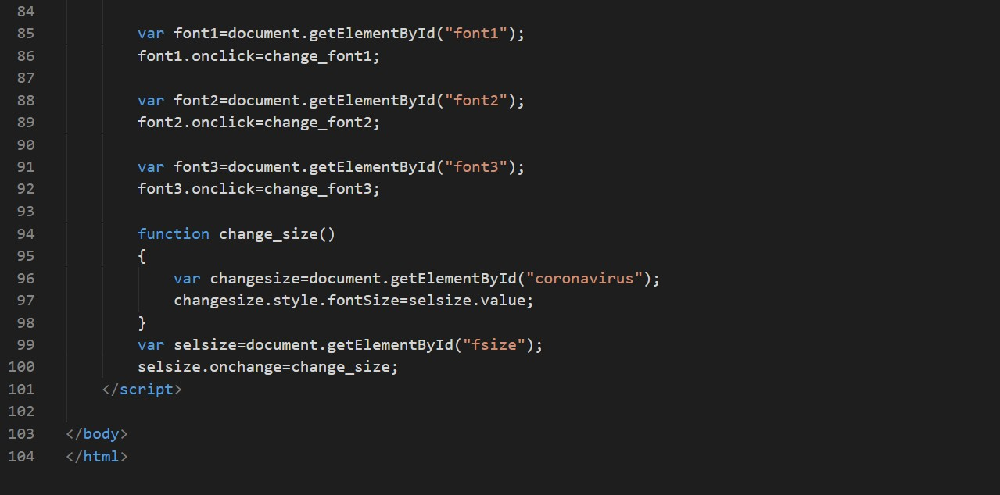 84
85 var font1=document.getElementById("font1");
86 font1.onclick=change_font1;
87
88 var font2=document.getElementById("font2");
89 font2.onclick=change_font2;
90
91 var font3=document.getElementById("font3");
92 font3.onclick=change_font3;
93
94 function change_size()
95 {
96 var changesize=document.getElementById("coronavirus");
97 changesize.style.fontSize=selsize.value;
98 }
99 var selsize=document.getElementById("fsize");
100 selsize.onchange=change_size;
101 </script>
102
103 </body>
104 </html>